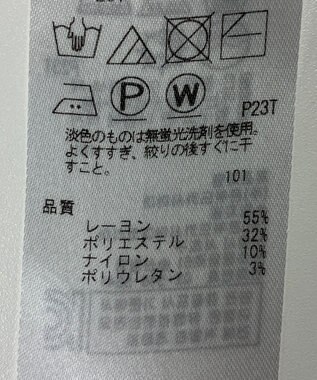 P
W
P23T
淡色のものは無蛍光洗剤を使用。
よくすすぎ、絞りの後すぐに干
すこと。
101
品質
レーヨン 55%
ポリエステル 32%
ナイロン 10%
ポリウレタン 3%